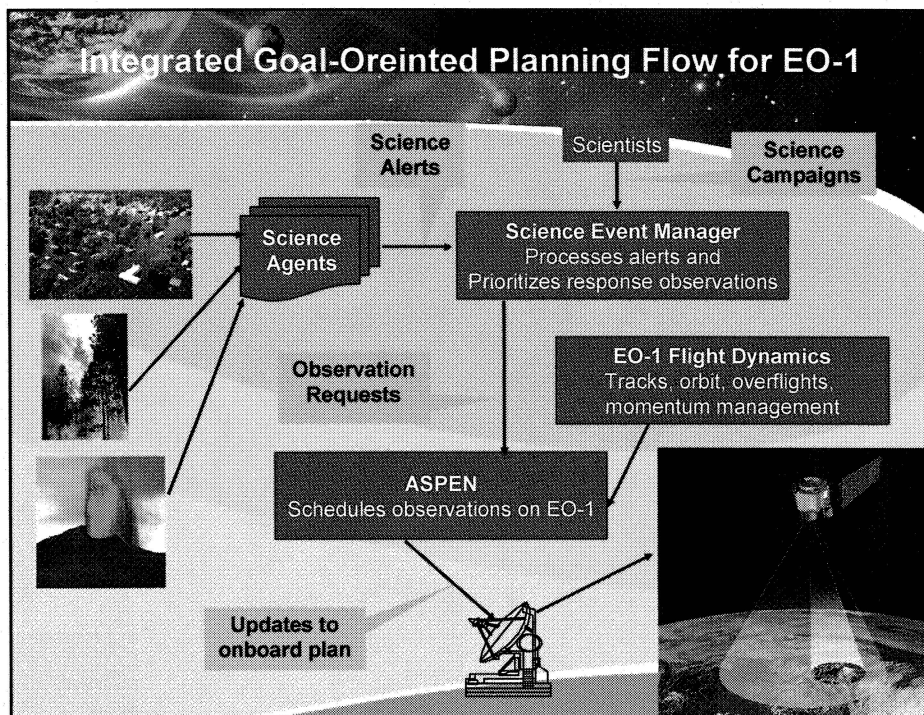 Integrated Goal-Oreinted Planning Flow for EO-1
Science
Alerts
Scientists
Science
Campaigns
Science
Agents
Science Event Manager
Processes alerts and
Prioritizes response observations
Observation
Requests
EO-1 Flight Dynamics
Tracks, orbit, overflights,
momentum management
ASPEN
Schedules observations on EO-1
Updates to
onboard plan